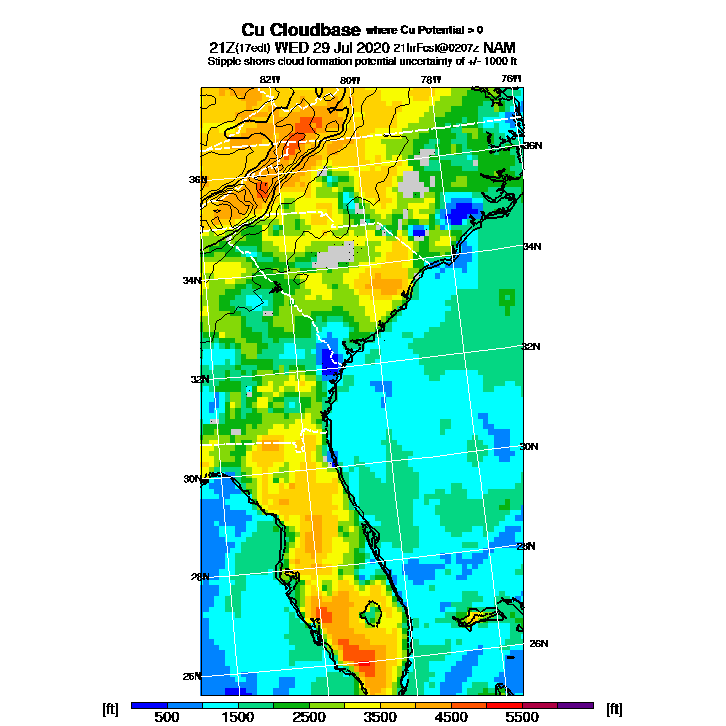 Cu Cloudbase where Cu Potential > 0
21Z(17edt) WED 29 Jul 2020 21hrFcst@0207z NAM
Stipple shows cloud formation potential uncertainty of +/- 1000 ft
82W 80W 78W 76W
36N
36N
34N
34N
32N
32N
30N
30N
28N
28N
26N
26N
[ft] 500 1500 2500 3500 4500 5500 [ft]